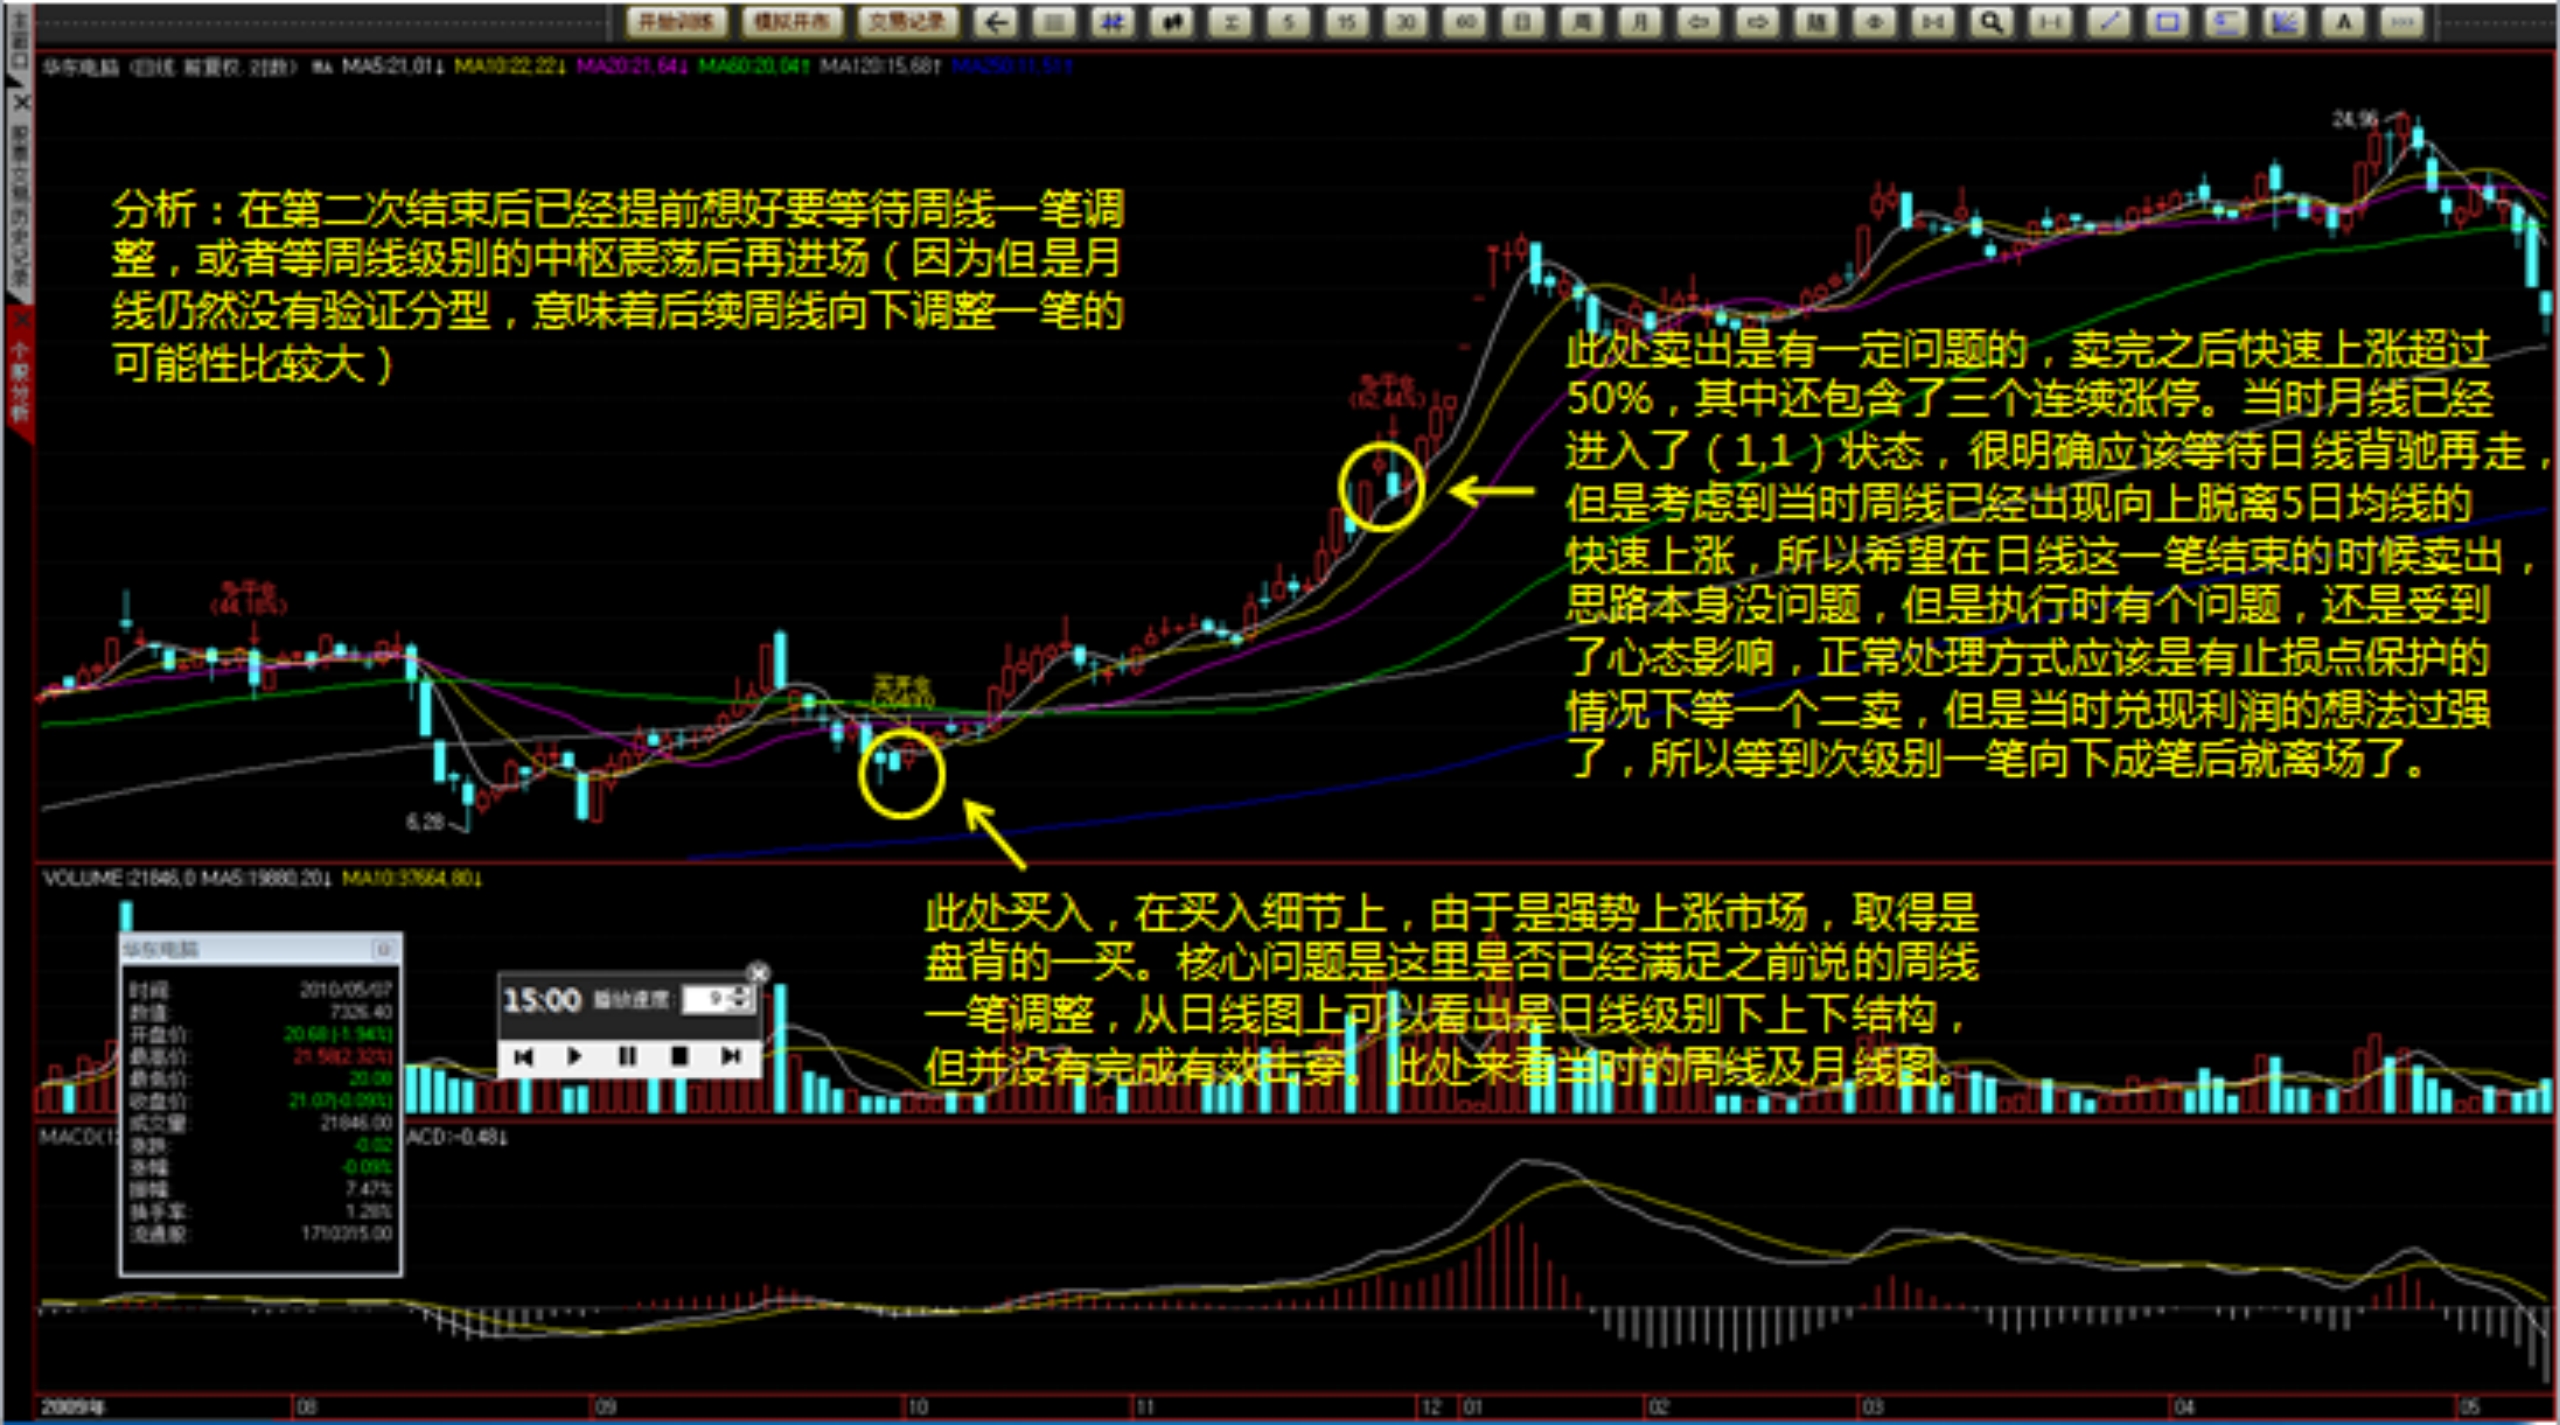 开始训练 模拟开布 交易记录 5 15 30 60 日 周 月 随 A
华东电脑 (日线.前复权.对数) MA MA5:21,01↓ MA10:22,22↓ MA20:21,64↓ MA60:20,04↑ MA120:15,68↑ MA250:11,51↑
24,96
分析：在第二次结束后已经提前想好要等待周线一笔调
整，或者等周线级别的中枢震荡后再进场（因为但是月
线仍然没有验证分型，意味着后续周线向下调整一笔的
可能性比较大）
此处卖出是有一定问题的，卖完之后快速上涨超过
50%，其中还包含了三个连续涨停。当时月线已经
进入了（1,1）状态，很明确应该等待日线背驰再走，
但是考虑到当时周线已经出现向上脱离5日均线的
快速上涨，所以希望在日线这一笔结束的时候卖出，
思路本身没问题，但是执行时有个问题，还是受到
了心态影响，正常处理方式应该是有止损点保护的
情况下等一个二卖，但是当时兑现利润的想法过强
了，所以等到次级别一笔向下成笔后就离场了。
(62,44%)
(44,18%)
6,28
VOLUME:21846,0 MA5:19880,20↓ MA10:37664,80↓
此处买入，在买入细节上，由于是强势上涨市场，取得是
盘背的一买。核心问题是这里是否已经满足之前说的周线
一笔调整，从日线图上可以看出是日线级别下上下结构，
但并没有完成有效击穿。此处来看当时的周线及月线图。
华东电脑
时间: 2010/05/07
数值: 7326.40
开盘价: 20.68(-1.94%)
最高价: 21.58(2.32%)
最低价: 20.08
收盘价: 21.07(-0.09%)
成交量: 21846.00
涨跌: -0.02
涨幅: -0.09%
振幅: 7.47%
换手率: 1.28%
流通股: 1710315.00
15:00 播放速度: 9
MACD(1 ACD:-0,48↓
2009年 08 09 10 11 12 01 02 03 04 05